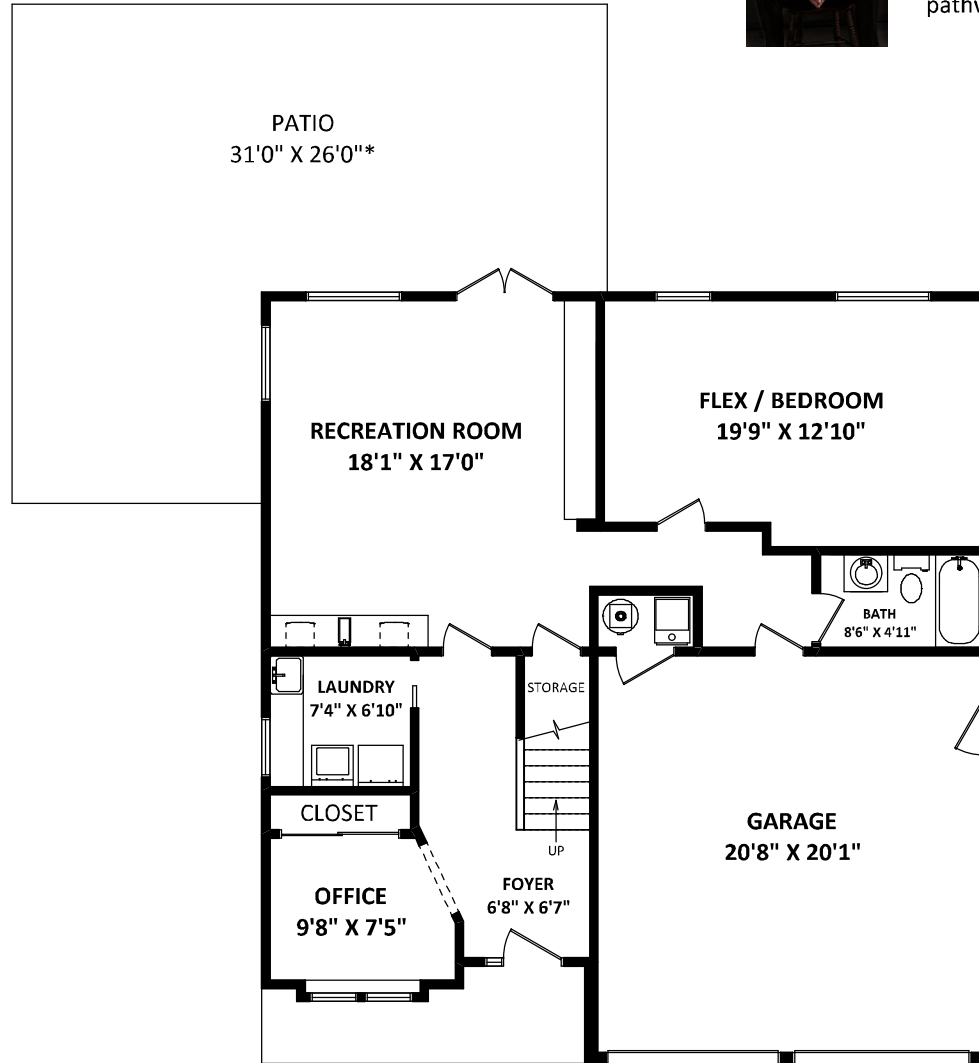 PATIO
31'0" X 26'0"*
RECREATION ROOM
18'1" X 17'0"
FLEX / BEDROOM
19'9" X 12'10"
BATH
8'6" X 4'11"
LAUNDRY
7'4" X 6'10"
STORAGE
CLOSET
UP
GARAGE
20'8" X 20'1"
OFFICE
9'8" X 7'5"
FOYER
6'8" X 6'7"